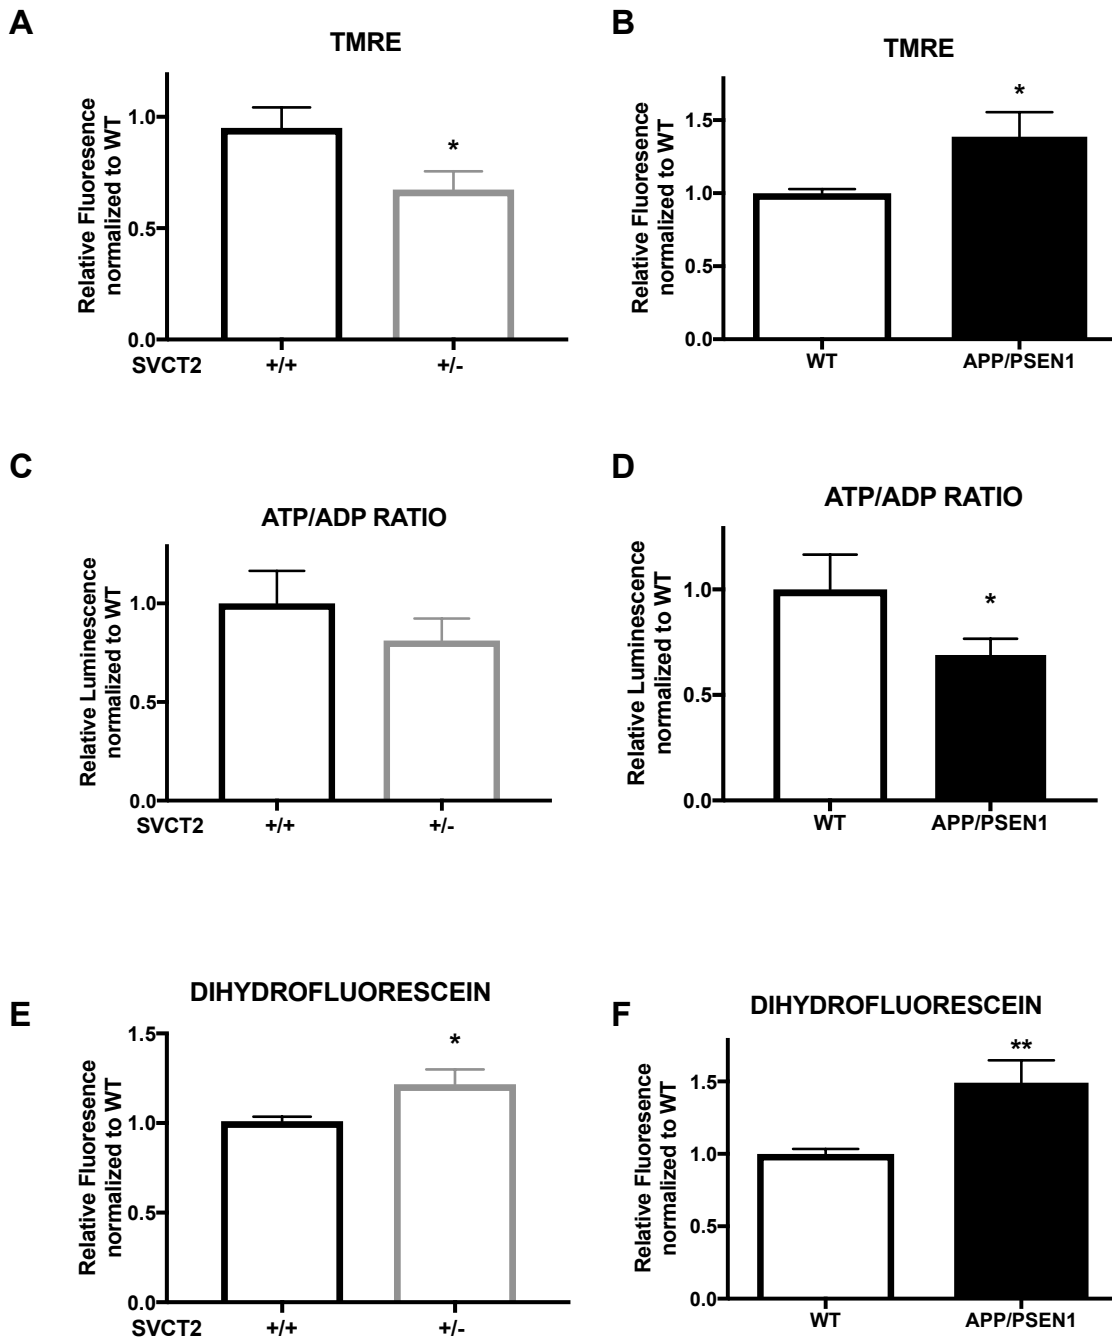 A
TMRE
Relative Fluoresence
normalized to WT
1.0
0.5
0.0
*
SVCT2 +/+ +/-
B
TMRE
Relative Fluoresence
normalized to WT
1.5
1.0
0.5
0.0
*
WT APP/PSEN1
C
ATP/ADP RATIO
Relative Luminescence
normalized to WT
1.0
0.5
0.0
SVCT2 +/+ +/-
D
ATP/ADP RATIO
Relative Luminescence
normalized to WT
1.0
0.5
0.0
*
WT APP/PSEN1
E
DIHYDROFLUORESCEIN
Relative Fluoresence
normalized to WT
1.5
1.0
0.5
0.0
*
SVCT2 +/+ +/-
F
DIHYDROFLUORESCEIN
Relative Fluoresence
normalized to WT
1.5
1.0
0.5
0.0
**
WT APP/PSEN1